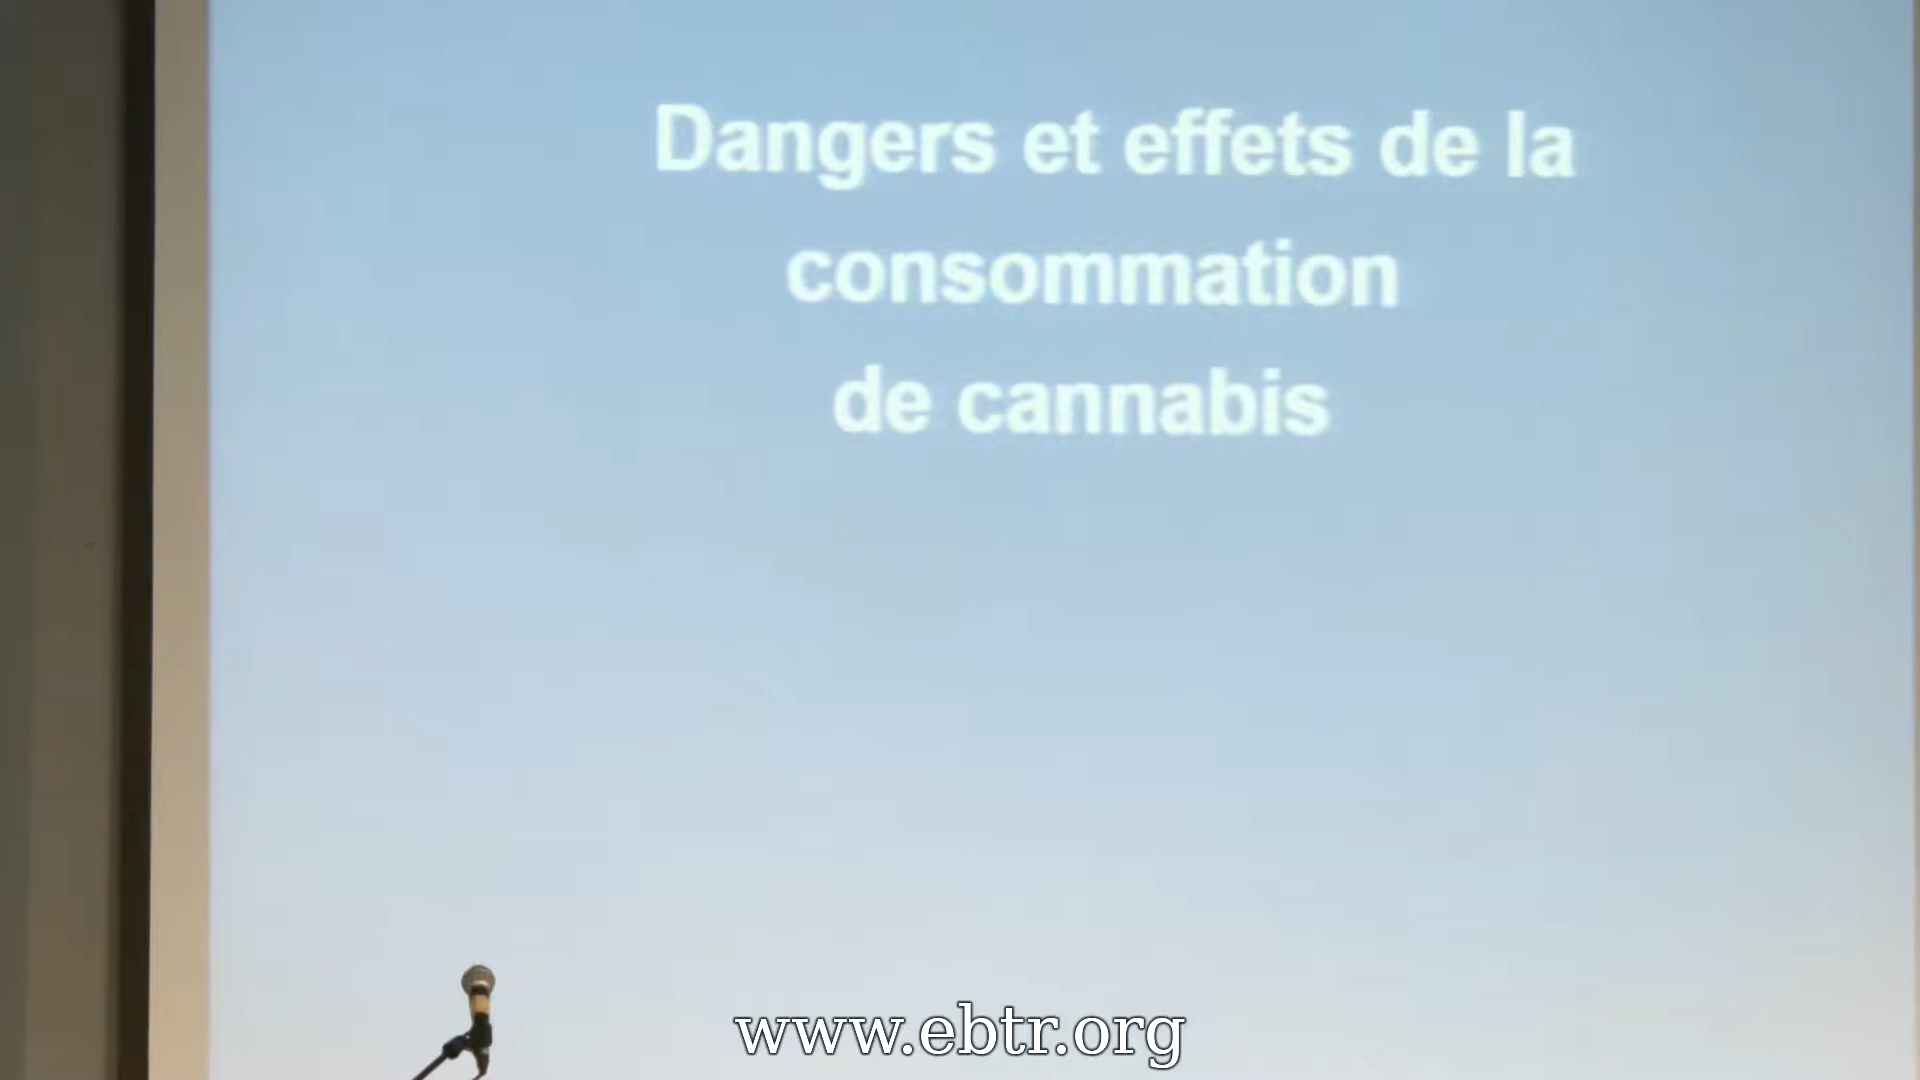 Dangers et effets de la
consommation
de cannabis
www.ebtr.org